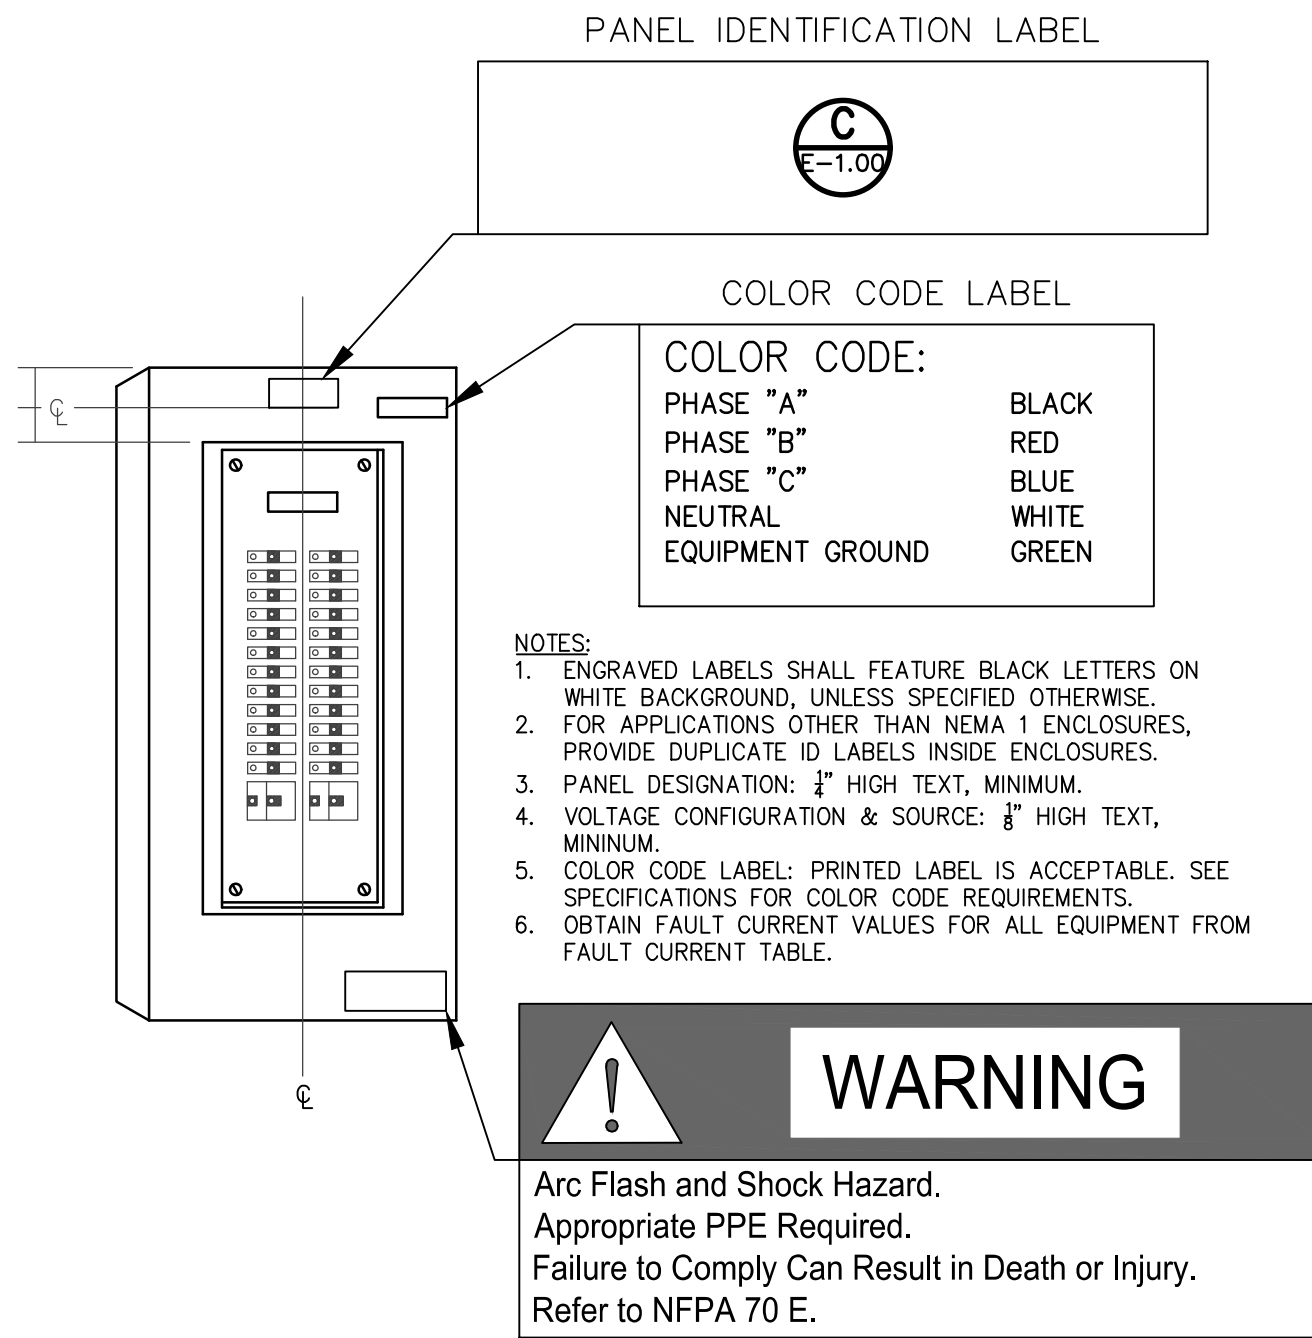 PANEL IDENTIFICATION LABEL
C
E-1.00
COLOR CODE LABEL
COLOR CODE:
PHASE "A" BLACK
PHASE "B" RED
PHASE "C" BLUE
NEUTRAL WHITE
EQUIPMENT GROUND GREEN
℄
NOTES:
1. ENGRAVED LABELS SHALL FEATURE BLACK LETTERS ON
WHITE BACKGROUND, UNLESS SPECIFIED OTHERWISE.
2. FOR APPLICATIONS OTHER THAN NEMA 1 ENCLOSURES,
PROVIDE DUPLICATE ID LABELS INSIDE ENCLOSURES.
3. PANEL DESIGNATION: 1/4" HIGH TEXT, MINIMUM.
4. VOLTAGE CONFIGURATION & SOURCE: 1/8" HIGH TEXT,
MININUM.
5. COLOR CODE LABEL: PRINTED LABEL IS ACCEPTABLE. SEE
SPECIFICATIONS FOR COLOR CODE REQUIREMENTS.
6. OBTAIN FAULT CURRENT VALUES FOR ALL EQUIPMENT FROM
FAULT CURRENT TABLE.
℄
! WARNING
Arc Flash and Shock Hazard.
Appropriate PPE Required.
Failure to Comply Can Result in Death or Injury.
Refer to NFPA 70 E.